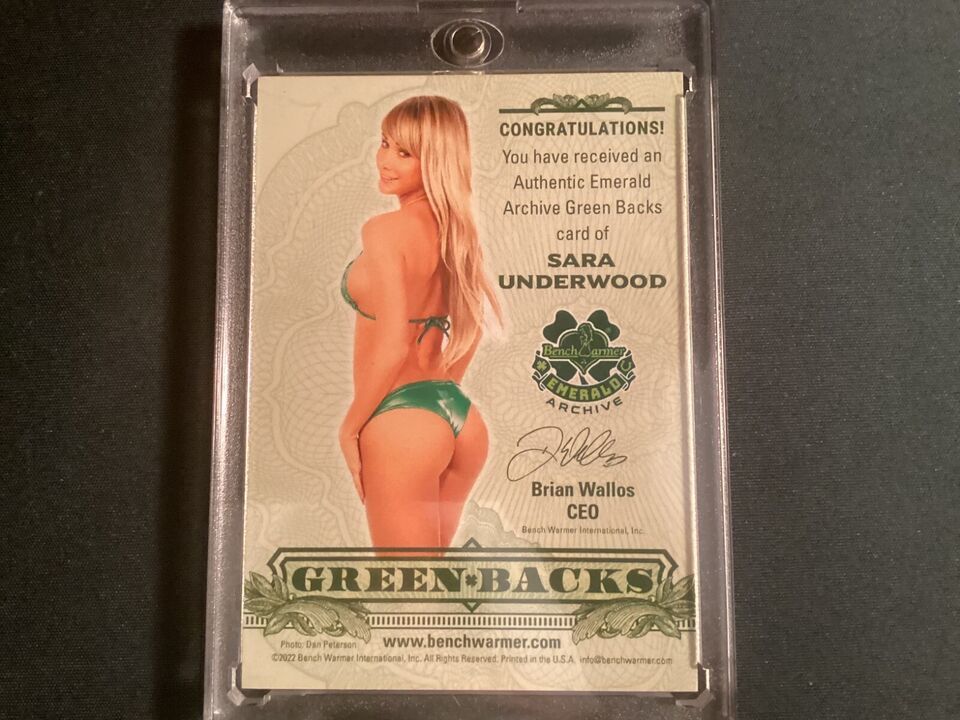 CONGRATULATIONS!
You have received an
Authentic Emerald
Archive Green Backs
card of
SARA
UNDERWOOD
Bench Warmer
EMERALD
ARCHIVE
Brian Wallos
CEO
Bench Warmer International, Inc.
GREEN BACKS
Photo: Dan Peterson
www.benchwarmer.com
©2022 Bench Warmer International, Inc. All Rights Reserved. Printed in the U.S.A. info@benchwarmer.com